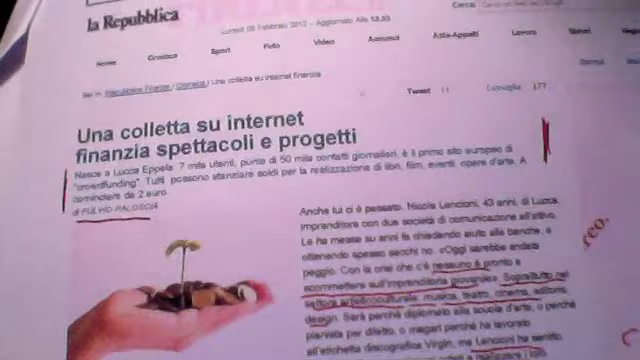 la Repubblica
Lunedì 06 Febbraio 2012 – Aggiornato Alle
Cerca
Home Cronaca Sport Foto Video Annunci Aste-Appalti Lavoro Motori
Sei in: Repubblica Finanza / Cronaca / Una colletta su internet finanzia
Tweet 11 Consiglia 177
Una colletta su internet
finanzia spettacoli e progetti
Nasce a Lucca Eppela: 7 mila utenti, punte di 50 mila contatti giornalieri, è il primo sito europeo di
"crowdfunding". Tutti possono stanziare soldi per la realizzazione di libri, film, eventi, opere d'arte. A
cominciare da 2 euro
di FULVIO PALOSCIA
Anche lui ci è passato. Nicola Lencioni, 43 anni, di Lucca,
imprenditore con due società di comunicazione all'attivo.
Le ha messe su anni fa chiedendo aiuto alle banche, e
ottenendo spesso secchi no. «Oggi sarebbe andata
peggio. Con la crisi che c'è nessuno è pronto a
scommettere sull'imprenditoria giovanile». Soprattutto nel
settore artistico/culturale: musica, teatro, cinema, editoria,
design. Sarà perché diplomato alla scuola d'arte, o perché
pianista per diletto, o magari perché ha lavorato
all'etichetta discografica Virgin, ma Lencioni ha sentito